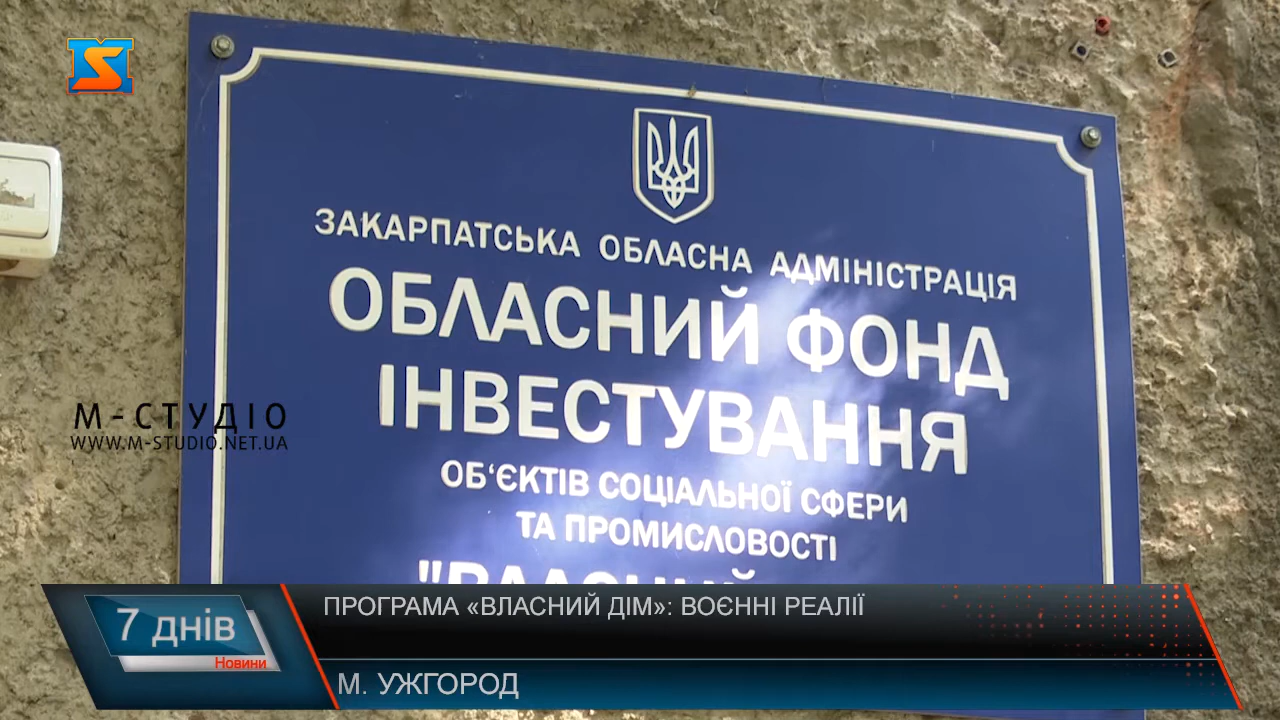 ЗАКАРПАТСЬКА ОБЛАСНА АДМІНІСТРАЦІЯ
ОБЛАСНИЙ ФОНД
ІНВЕСТУВАННЯ
ОБ‘ЄКТІВ СОЦІАЛЬНОЇ СФЕРИ
ТА ПРОМИСЛОВОСТІ
М-СТУДІО
WWW.M-STUDIO.NET.UA
7 днів
Новини
ПРОГРАМА «ВЛАСНИЙ ДІМ»: ВОЄННІ РЕАЛІЇ
М. УЖГОРОД